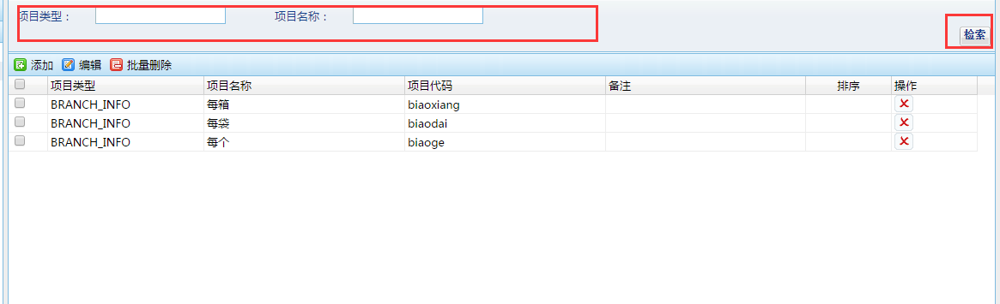 项目类型： 项目名称：
检索
添加 编辑 批量删除
项目类型 项目名称 项目代码 备注 排序 操作
BRANCH_INFO 每箱 biaoxiang
BRANCH_INFO 每袋 biaodai
BRANCH_INFO 每个 biaoge